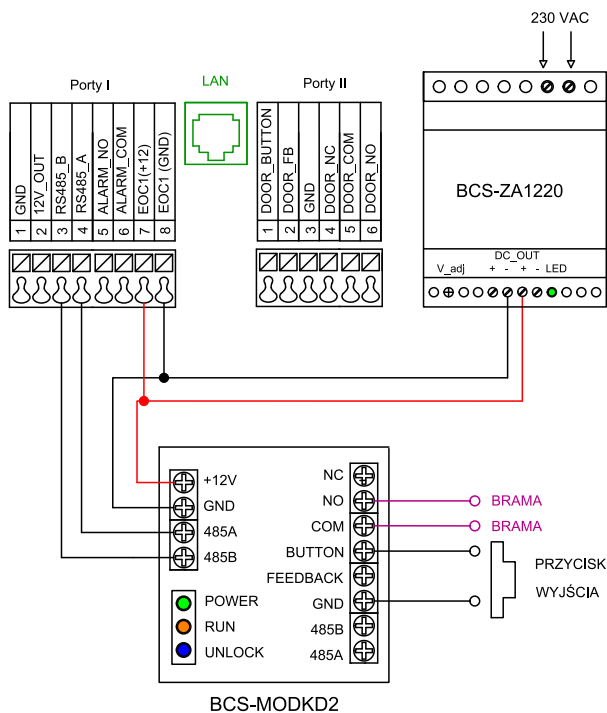 230 VAC
Porty I
LAN
Porty II
1 GND
2 12V_OUT
3 RS485_B
4 RS485_A
5 ALARM_NO
6 ALARM_COM
7 EOC1(+12)
8 EOC1 (GND)
1 DOOR_BUTTON
2 DOOR_FB
3 GND
4 DOOR_NC
5 DOOR_COM
6 DOOR_NO
BCS-ZA1220
DC_OUT
V_adj + - + - LED
+12V
GND
485A
485B
POWER
RUN
UNLOCK
NC
NO
COM
BUTTON
FEEDBACK
GND
485B
485A
BRAMA
BRAMA
PRZYCISK
WYJŚCIA
BCS-MODKD2